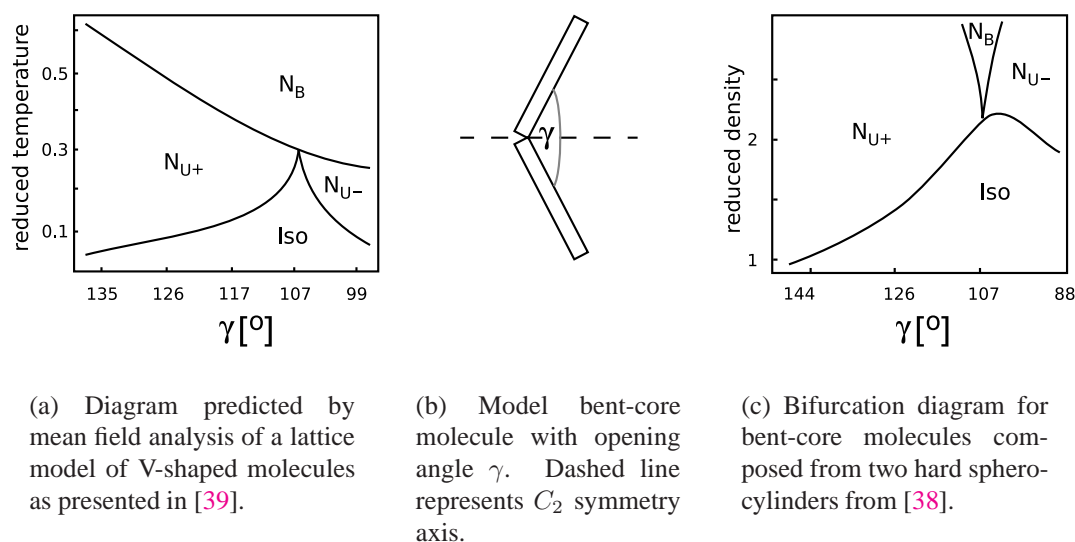 reduced temperature
0.5
0.3
0.1
N_B
N_U+
N_U−
Iso
135 126 117 107 99
γ[º]
γ
reduced density
2
1
N_B
N_U−
N_U+
Iso
144 126 107 88
γ[º]
(a) Diagram predicted by
mean field analysis of a lattice
model of V-shaped molecules
as presented in [39].
(b) Model bent-core
molecule with opening
angle γ. Dashed line
represents C₂ symmetry
axis.
(c) Bifurcation diagram for
bent-core molecules com-
posed from two hard sphero-
cylinders from [38].